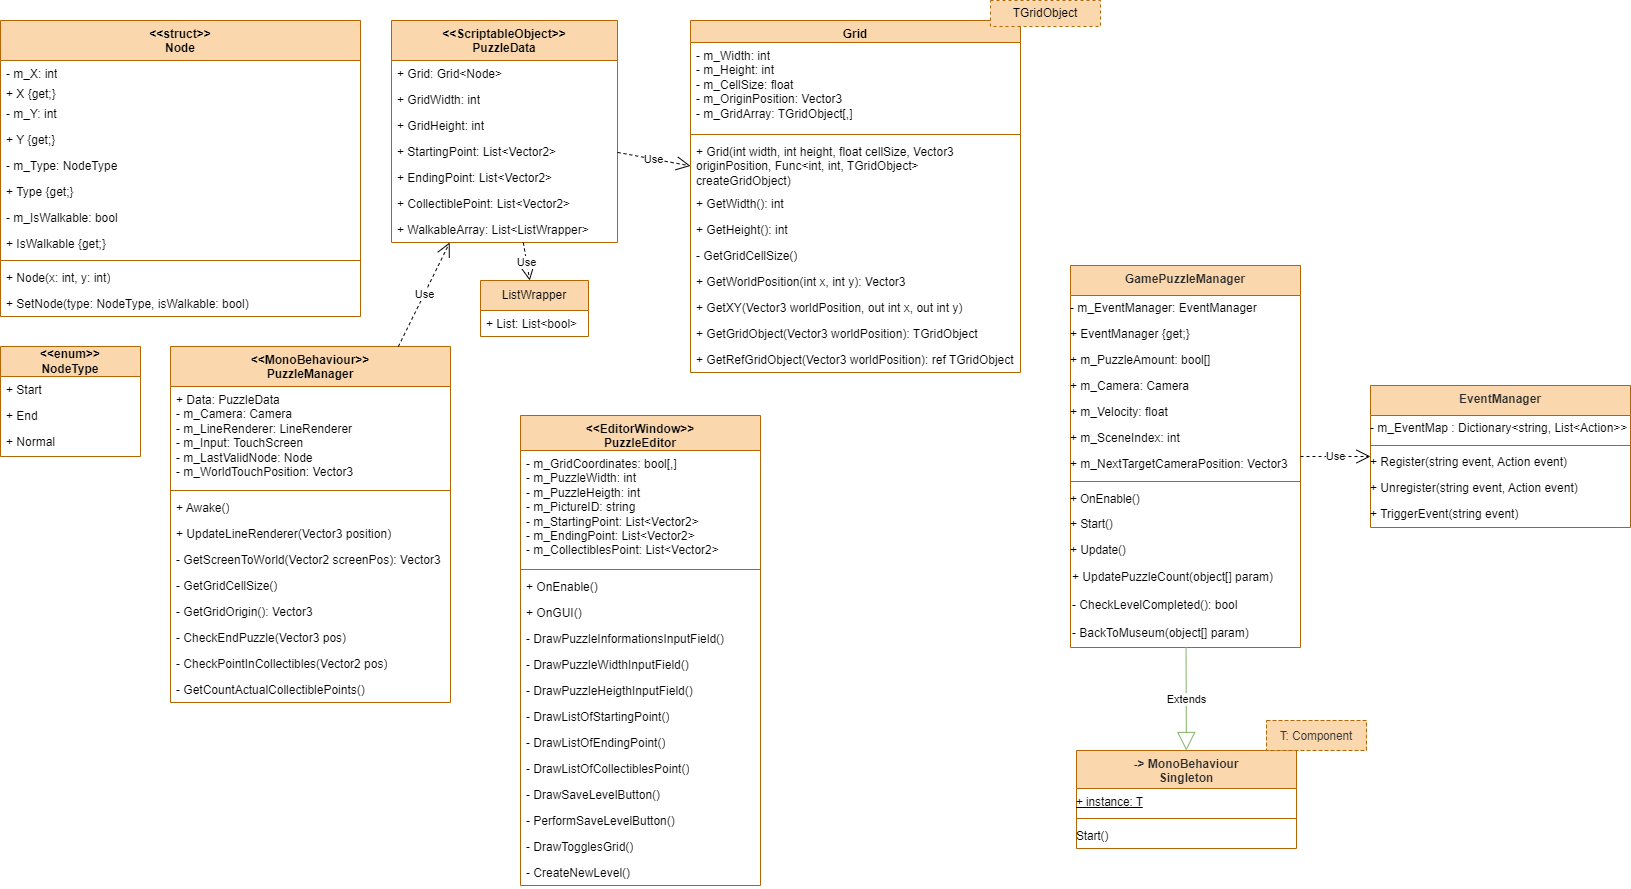 <<struct>>
Node
- m_X: int
+ X {get;}
- m_Y: int
+ Y {get;}
- m_Type: NodeType
+ Type {get;}
- m_IsWalkable: bool
+ IsWalkable {get;}
+ Node(x: int, y: int)
+ SetNode(type: NodeType, isWalkable: bool)
<<ScriptableObject>>
PuzzleData
+ Grid: Grid<Node>
+ GridWidth: int
+ GridHeight: int
+ StartingPoint: List<Vector2>
+ EndingPoint: List<Vector2>
+ CollectiblePoint: List<Vector2>
+ WalkableArray: List<ListWrapper>
Use
TGridObject
Grid
- m_Width: int
- m_Height: int
- m_CellSize: float
- m_OriginPosition: Vector3
- m_GridArray: TGridObject[,]
+ Grid(int width, int height, float cellSize, Vector3
originPosition, Func<int, int, TGridObject>
createGridObject)
+ GetWidth(): int
+ GetHeight(): int
- GetGridCellSize()
+ GetWorldPosition(int x, int y): Vector3
+ GetXY(Vector3 worldPosition, out int x, out int y)
+ GetGridObject(Vector3 worldPosition): TGridObject
+ GetRefGridObject(Vector3 worldPosition): ref TGridObject
Use
Use
ListWrapper
+ List: List<bool>
<<enum>>
NodeType
+ Start
+ End
+ Normal
<<MonoBehaviour>>
PuzzleManager
+ Data: PuzzleData
- m_Camera: Camera
- m_LineRenderer: LineRenderer
- m_Input: TouchScreen
- m_LastValidNode: Node
- m_WorldTouchPosition: Vector3
+ Awake()
+ UpdateLineRenderer(Vector3 position)
- GetScreenToWorld(Vector2 screenPos): Vector3
- GetGridCellSize()
- GetGridOrigin(): Vector3
- CheckEndPuzzle(Vector3 pos)
- CheckPointInCollectibles(Vector2 pos)
- GetCountActualCollectiblePoints()
<<EditorWindow>>
PuzzleEditor
- m_GridCoordinates: bool[,]
- m_PuzzleWidth: int
- m_PuzzleHeigth: int
- m_PictureID: string
- m_StartingPoint: List<Vector2>
- m_EndingPoint: List<Vector2>
- m_CollectiblesPoint: List<Vector2>
+ OnEnable()
+ OnGUI()
- DrawPuzzleInformationsInputField()
- DrawPuzzleWidthInputField()
- DrawPuzzleHeigthInputField()
- DrawListOfStartingPoint()
- DrawListOfEndingPoint()
- DrawListOfCollectiblesPoint()
- DrawSaveLevelButton()
- PerformSaveLevelButton()
- DrawTogglesGrid()
- CreateNewLevel()
GamePuzzleManager
- m_EventManager: EventManager
+ EventManager {get;}
+ m_PuzzleAmount: bool[]
+ m_Camera: Camera
+ m_Velocity: float
+ m_SceneIndex: int
+ m_NextTargetCameraPosition: Vector3
+ OnEnable()
+ Start()
+ Update()
+ UpdatePuzzleCount(object[] param)
- CheckLevelCompleted(): bool
- BackToMuseum(object[] param)
Use
EventManager
- m_EventMap : Dictionary<string, List<Action>>
+ Register(string event, Action event)
+ Unregister(string event, Action event)
+ TriggerEvent(string event)
Extends
T: Component
-> MonoBehaviour
Singleton
+ instance: T
Start()